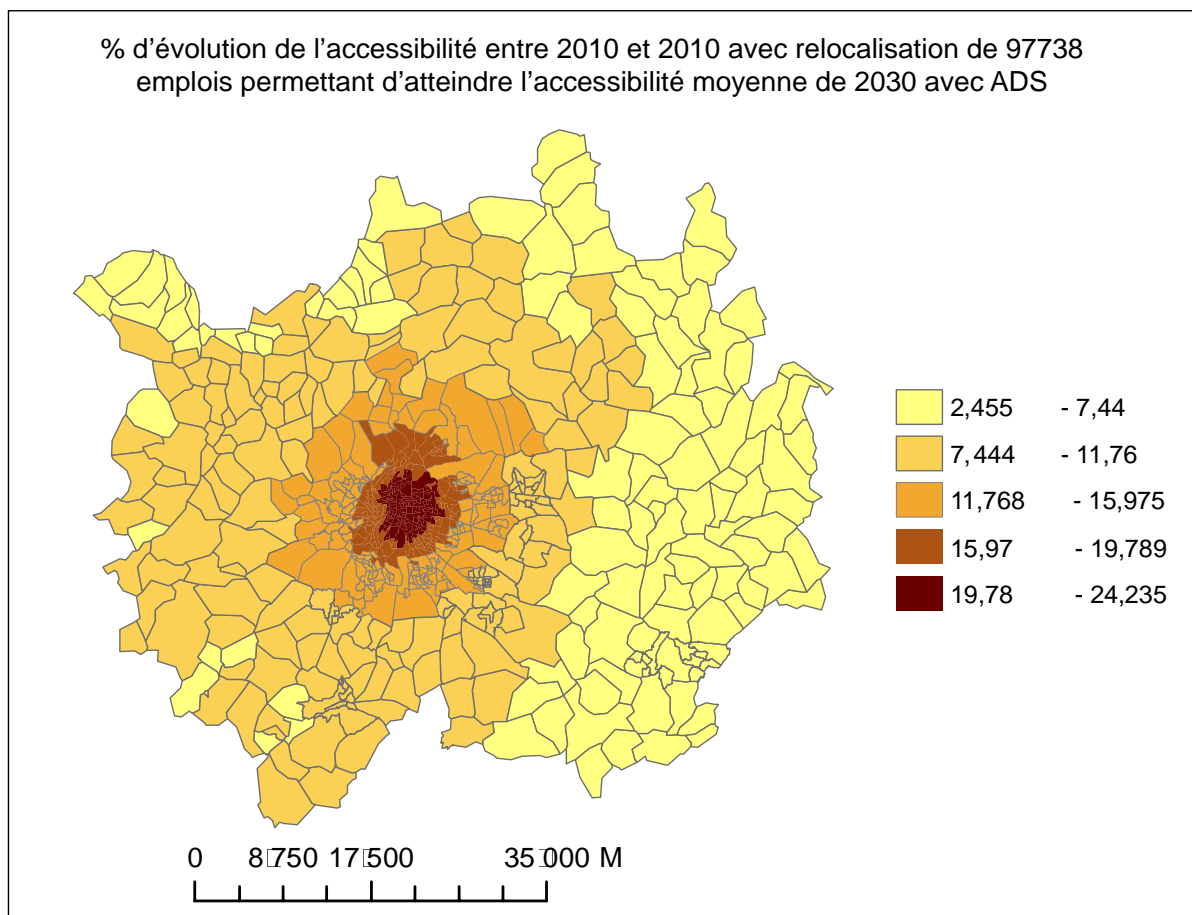 % d’évolution de l’accessibilité entre 2010 et 2010 avec relocalisation de 97738
emplois permettant d’atteindre l’accessibilité moyenne de 2030 avec ADS
2,455 - 7,44
7,444 - 11,76
11,768 - 15,975
15,97 - 19,789
19,78 - 24,235
0 8□750 17□500 35□000 M